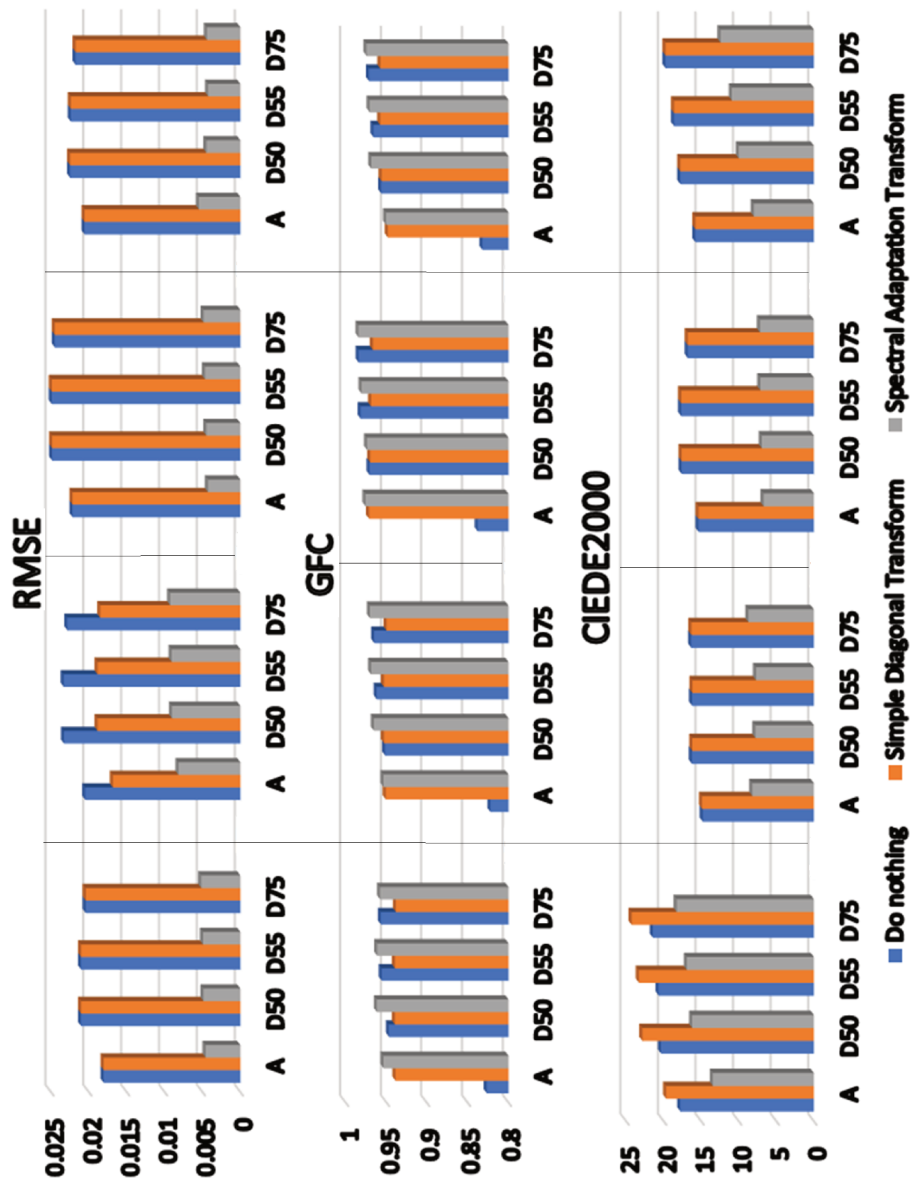 RMSE
0.025
0.02
0.015
0.01
0.005
0
A D50 D55 D75 A D50 D55 D75 A D50 D55 D75 A D50 D55 D75
GFC
1
0.95
0.9
0.85
0.8
A D50 D55 D75 A D50 D55 D75 A D50 D55 D75 A D50 D55 D75
CIEDE2000
25
20
15
10
5
0
A D50 D55 D75 A D50 D55 D75 A D50 D55 D75 A D50 D55 D75
Do nothing Simple Diagonal Transform Spectral Adaptation Transform